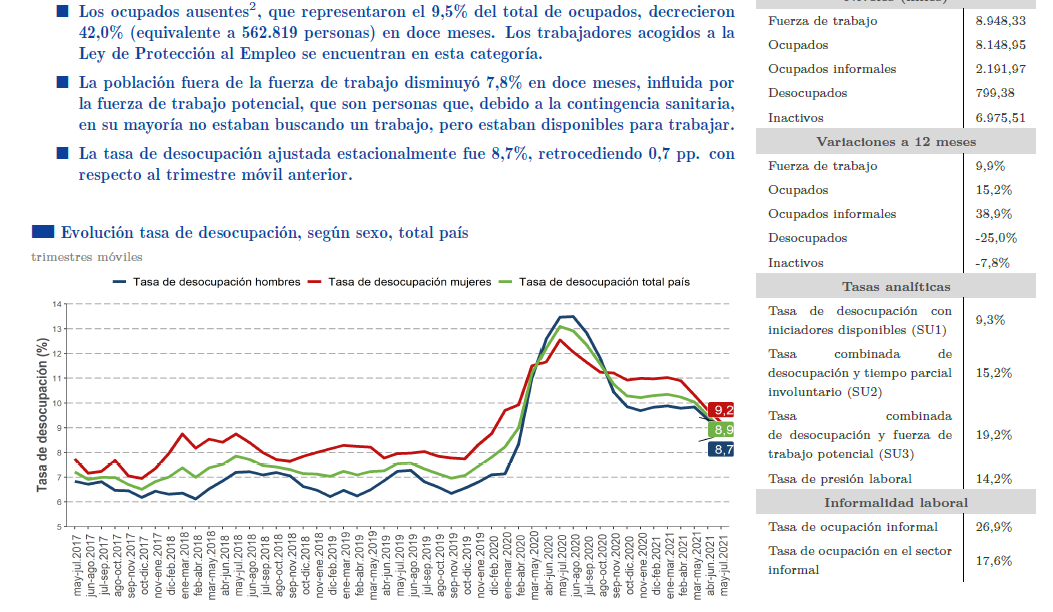 Los ocupados ausentes², que representaron el 9,5% del total de ocupados, decrecieron
42,0% (equivalente a 562.819 personas) en doce meses. Los trabajadores acogidos a la
Ley de Protección al Empleo se encuentran en esta categoría.
La población fuera de la fuerza de trabajo disminuyó 7,8% en doce meses, influida por
la fuerza de trabajo potencial, que son personas que, debido a la contingencia sanitaria,
en su mayoría no estaban buscando un trabajo, pero estaban disponibles para trabajar.
La tasa de desocupación ajustada estacionalmente fue 8,7%, retrocediendo 0,7 pp. con
respecto al trimestre móvil anterior.
Evolución tasa de desocupación, según sexo, total país
trimestres móviles
Tasa de desocupación hombres Tasa de desocupación mujeres Tasa de desocupación total país
Tasa de desocupación (%)
14
13
12
11
10
9
8
7
6
5
9,2
8,9
8,7
may-jul.2017
jun-ago.2017
jul-sep.2017
ago-oct.2017
sep-nov.2017
oct-dic.2017
nov-ene.2017
dic-feb.2018
ene-mar.2018
feb-abr.2018
mar-may.2018
abr-jun.2018
may-jul.2018
jun-ago.2018
jul-sep.2018
ago-oct.2018
sep-nov.2018
oct-dic.2018
nov-ene.2018
dic-feb.2019
ene-mar.2019
feb-abr.2019
mar-may.2019
abr-jun.2019
may-jul.2019
jun-ago.2019
jul-sep.2019
ago-oct.2019
sep-nov.2019
oct-dic.2019
nov-ene.2019
dic-feb.2020
ene-mar.2020
feb-abr.2020
mar-may.2020
abr-jun.2020
may-jul.2020
jun-ago.2020
jul-sep.2020
ago-oct.2020
sep-nov.2020
oct-dic.2020
nov-ene.2020
dic-feb.2021
ene-mar.2021
feb-abr.2021
mar-may.2021
abr-jun.2021
may-jul.2021
Fuerza de trabajo 8.948,33
Ocupados 8.148,95
Ocupados informales 2.191,97
Desocupados 799,38
Inactivos 6.975,51
Variaciones a 12 meses
Fuerza de trabajo 9,9%
Ocupados 15,2%
Ocupados informales 38,9%
Desocupados -25,0%
Inactivos -7,8%
Tasas analíticas
Tasa de desocupación con
iniciadores disponibles (SU1) 9,3%
Tasa combinada de
desocupación y tiempo parcial 15,2%
involuntario (SU2)
Tasa combinada
de desocupación y fuerza de 19,2%
trabajo potencial (SU3)
Tasa de presión laboral 14,2%
Informalidad laboral
Tasa de ocupación informal 26,9%
Tasa de ocupación en el sector
informal 17,6%